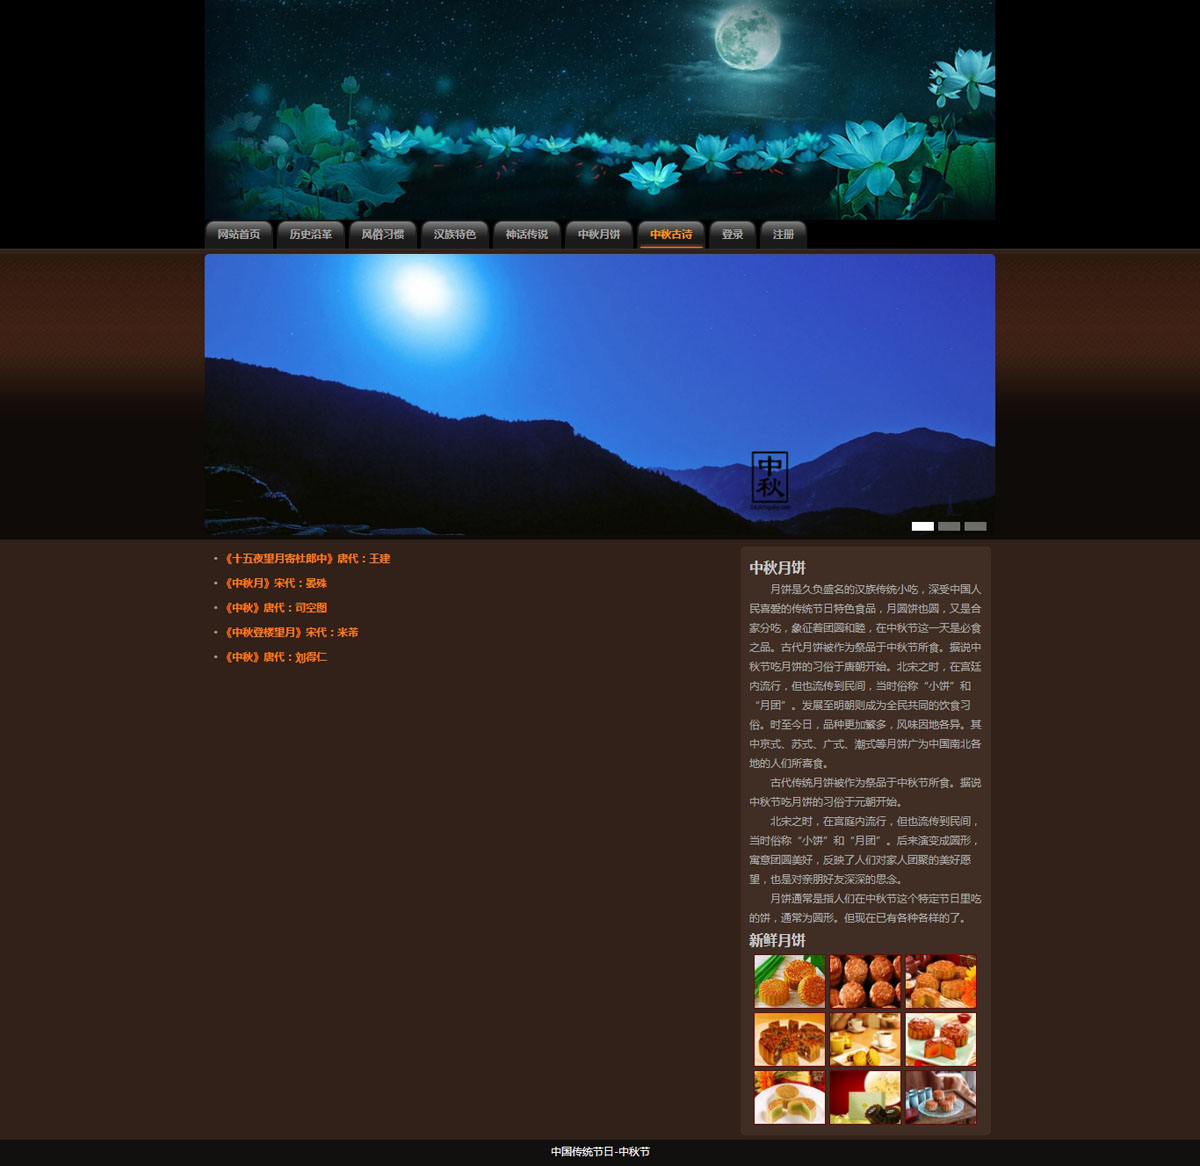 网站首页 历史沿革 风俗习惯 汉族特色 神话传说 中秋月饼 中秋古诗 登录 注册
中
秋
• 《十五夜望月寄杜郎中》唐代：王建
• 《中秋月》宋代：晏殊
• 《中秋》唐代：司空图
• 《中秋登楼望月》宋代：米芾
• 《中秋》唐代：刘得仁
中秋月饼
月饼是久负盛名的汉族传统小吃，深受中国人
民喜爱的传统节日特色食品，月圆饼也圆，又是合
家分吃，象征着团圆和睦，在中秋节这一天是必食
之品。古代月饼被作为祭品于中秋节所食。据说中
秋节吃月饼的习俗于唐朝开始。北宋之时，在宫廷
内流行，但也流传到民间，当时俗称“小饼”和
“月团”。发展至明朝则成为全民共同的饮食习
俗。时至今日，品种更加繁多，风味因地各异。其
中京式、苏式、广式、潮式等月饼广为中国南北各
地的人们所喜食。
古代传统月饼被作为祭品于中秋节所食。据说
中秋节吃月饼的习俗于元朝开始。
北宋之时，在宫庭内流行，但也流传到民间，
当时俗称“小饼”和“月团”。后来演变成圆形，
寓意团圆美好，反映了人们对家人团聚的美好愿
望，也是对亲朋好友深深的思念。
月饼通常是指人们在中秋节这个特定节日里吃
的饼，通常为圆形。但现在已有各种各样的了。
新鲜月饼
中国传统节日-中秋节